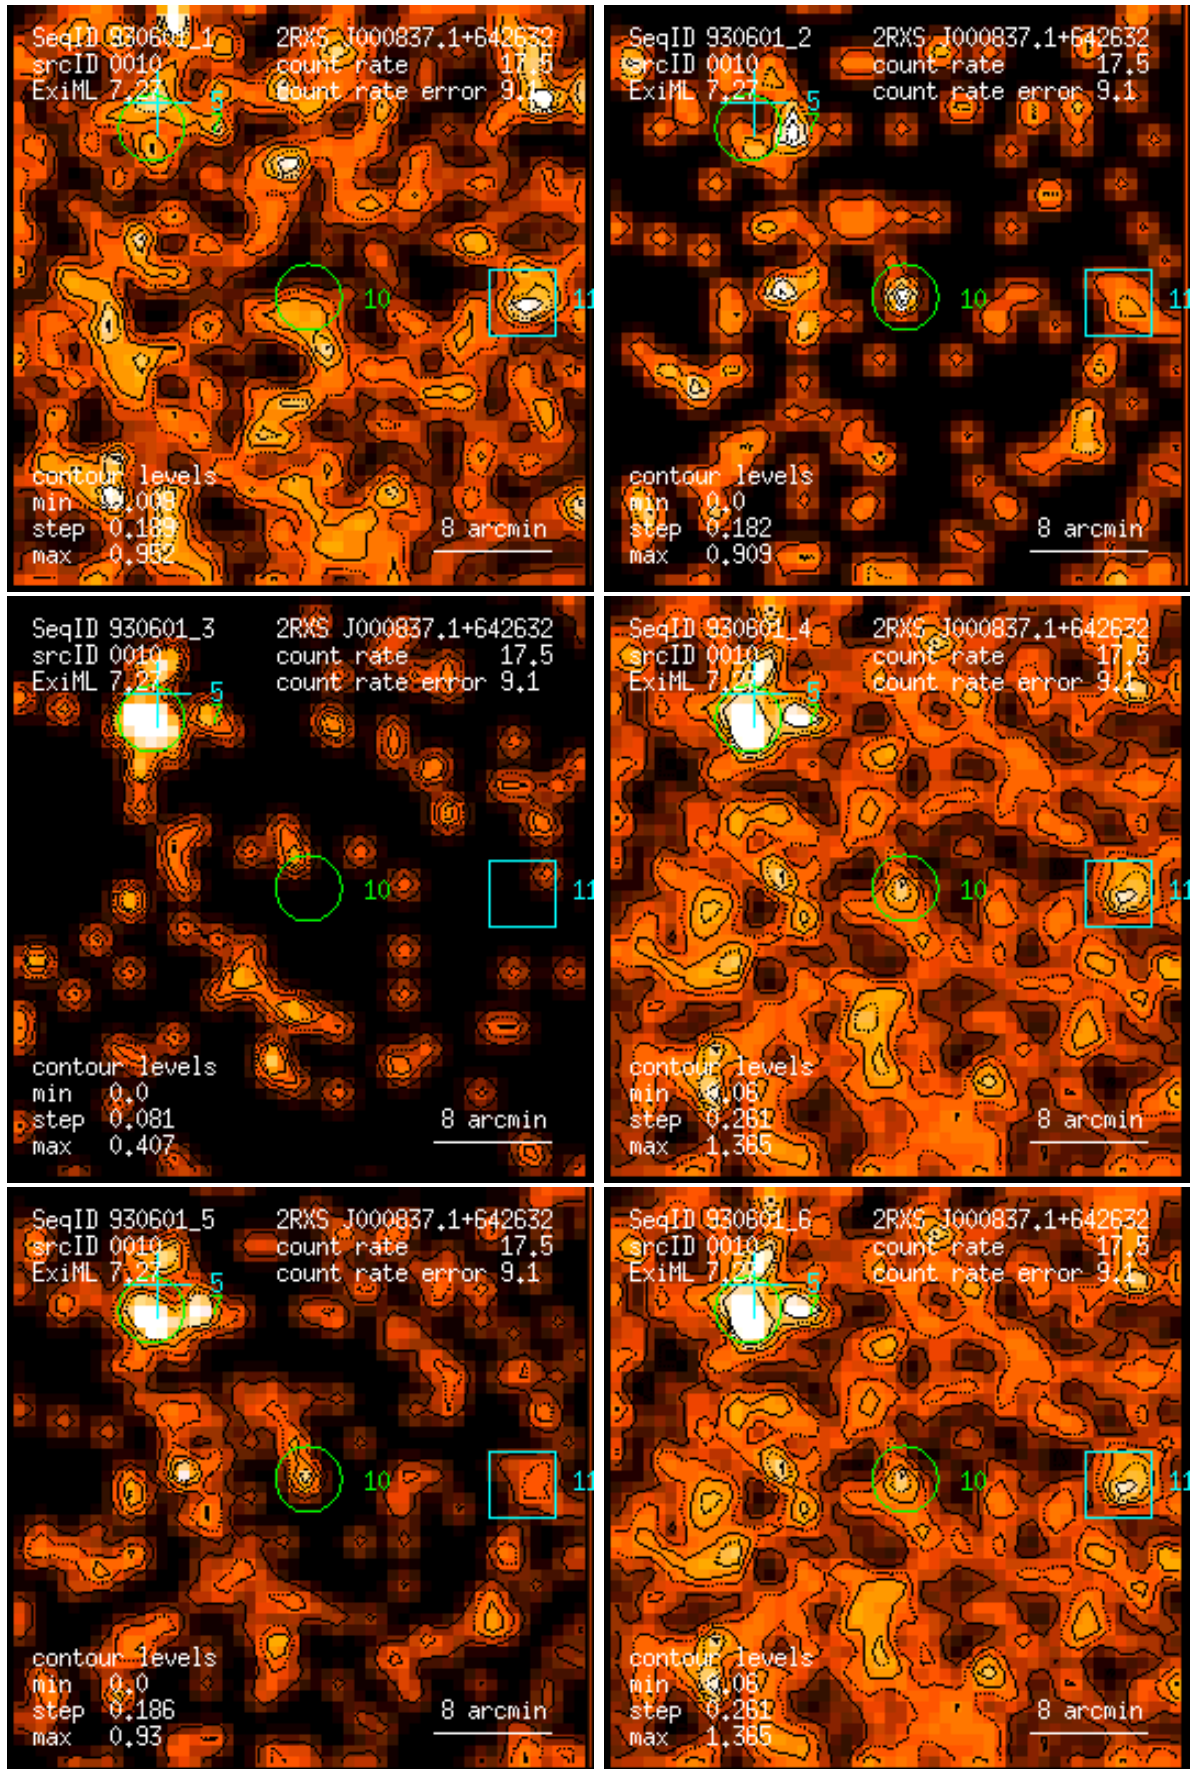 SeqID 930601_1 2RXS J000837.1+642632
srcID 0010 count rate 17.5
ExiML 7.27 count rate error 9.1
5
10
11
contour levels
min 0.009
step 0.189
max 0.952
8 arcmin
SeqID 930601_2 2RXS J000837.1+642632
srcID 0010 count rate 17.5
ExiML 7.27 count rate error 9.1
5
10
11
contour levels
min 0.0
step 0.182
max 0.909
8 arcmin
SeqID 930601_3 2RXS J000837.1+642632
srcID 0010 count rate 17.5
ExiML 7.27 count rate error 9.1
5
10
11
contour levels
min 0.0
step 0.081
max 0.407
8 arcmin
SeqID 930601_4 2RXS J000837.1+642632
srcID 0010 count rate 17.5
ExiML 7.27 count rate error 9.1
5
10
11
contour levels
min 0.06
step 0.261
max 1.365
8 arcmin
SeqID 930601_5 2RXS J000837.1+642632
srcID 0010 count rate 17.5
ExiML 7.27 count rate error 9.1
5
10
11
contour levels
min 0.0
step 0.186
max 0.93
8 arcmin
SeqID 930601_6 2RXS J000837.1+642632
srcID 0010 count rate 17.5
ExiML 7.27 count rate error 9.1
5
10
11
contour levels
min 0.06
step 0.261
max 1.365
8 arcmin